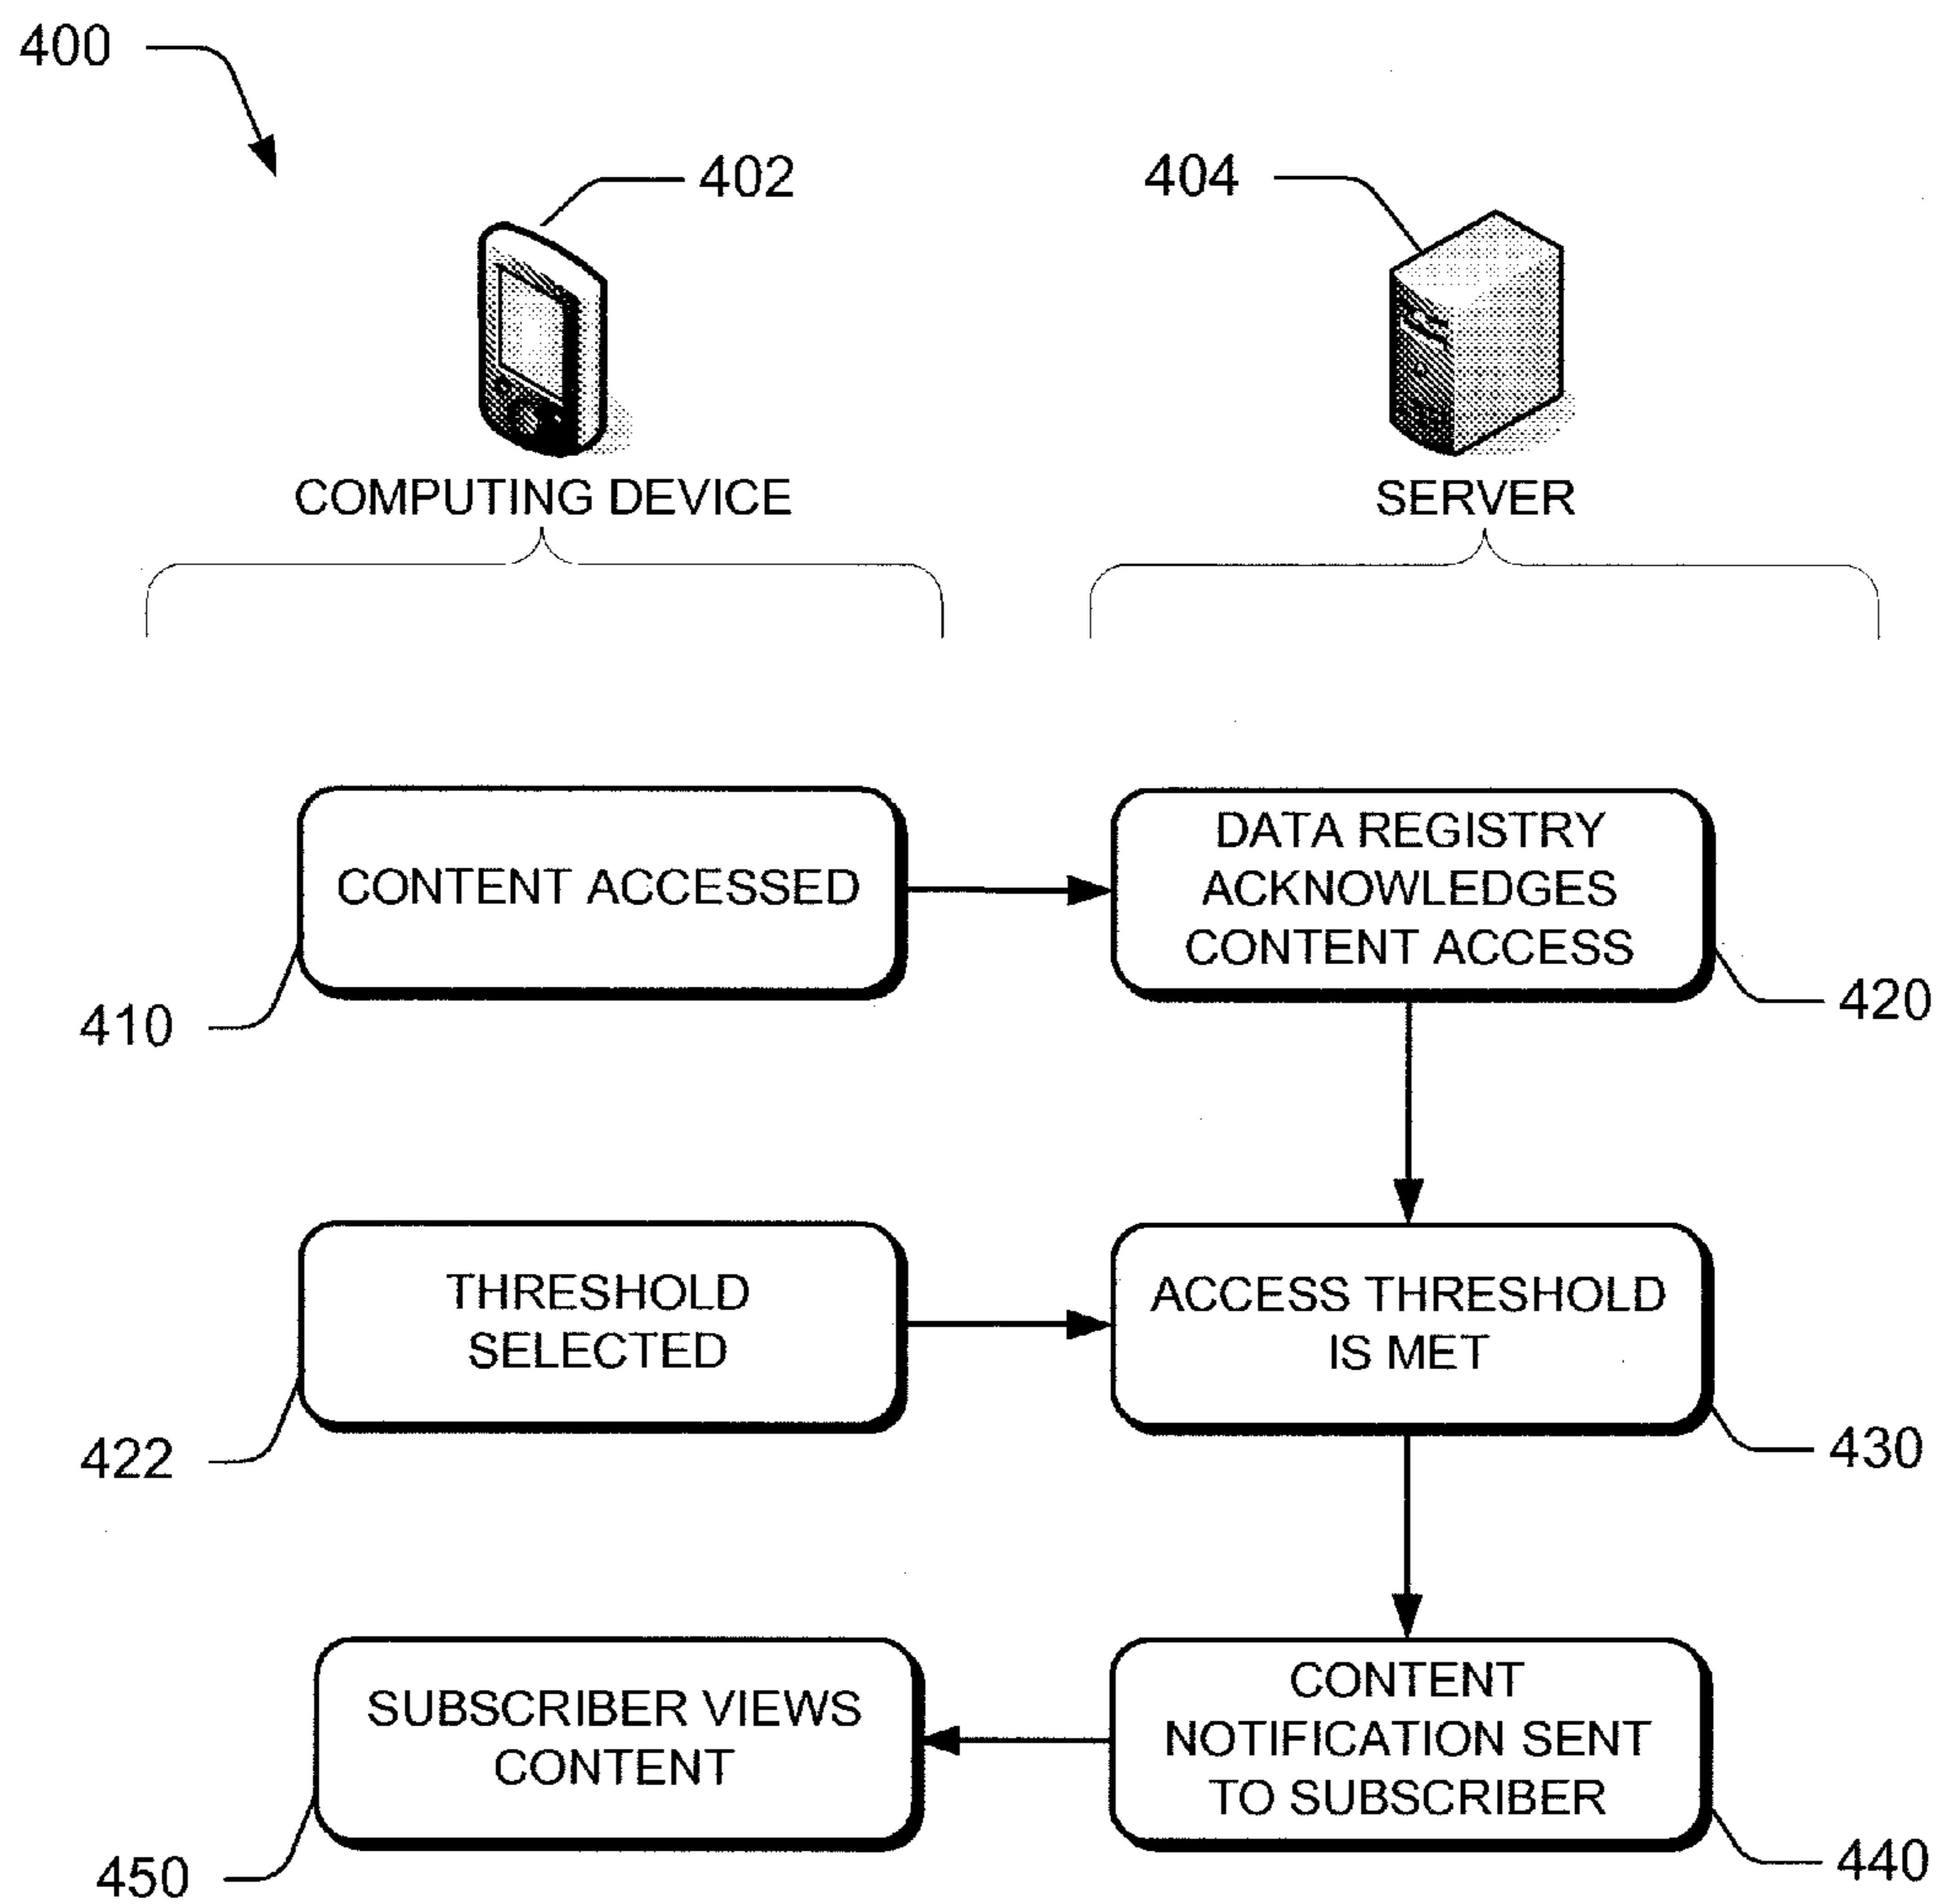 400
402
404
COMPUTING DEVICE
SERVER
CONTENT ACCESSED
410
DATA REGISTRY
ACKNOWLEDGES
CONTENT ACCESS
420
THRESHOLD
SELECTED
422
ACCESS THRESHOLD
IS MET
430
SUBSCRIBER VIEWS
CONTENT
450
CONTENT
NOTIFICATION SENT
TO SUBSCRIBER
440